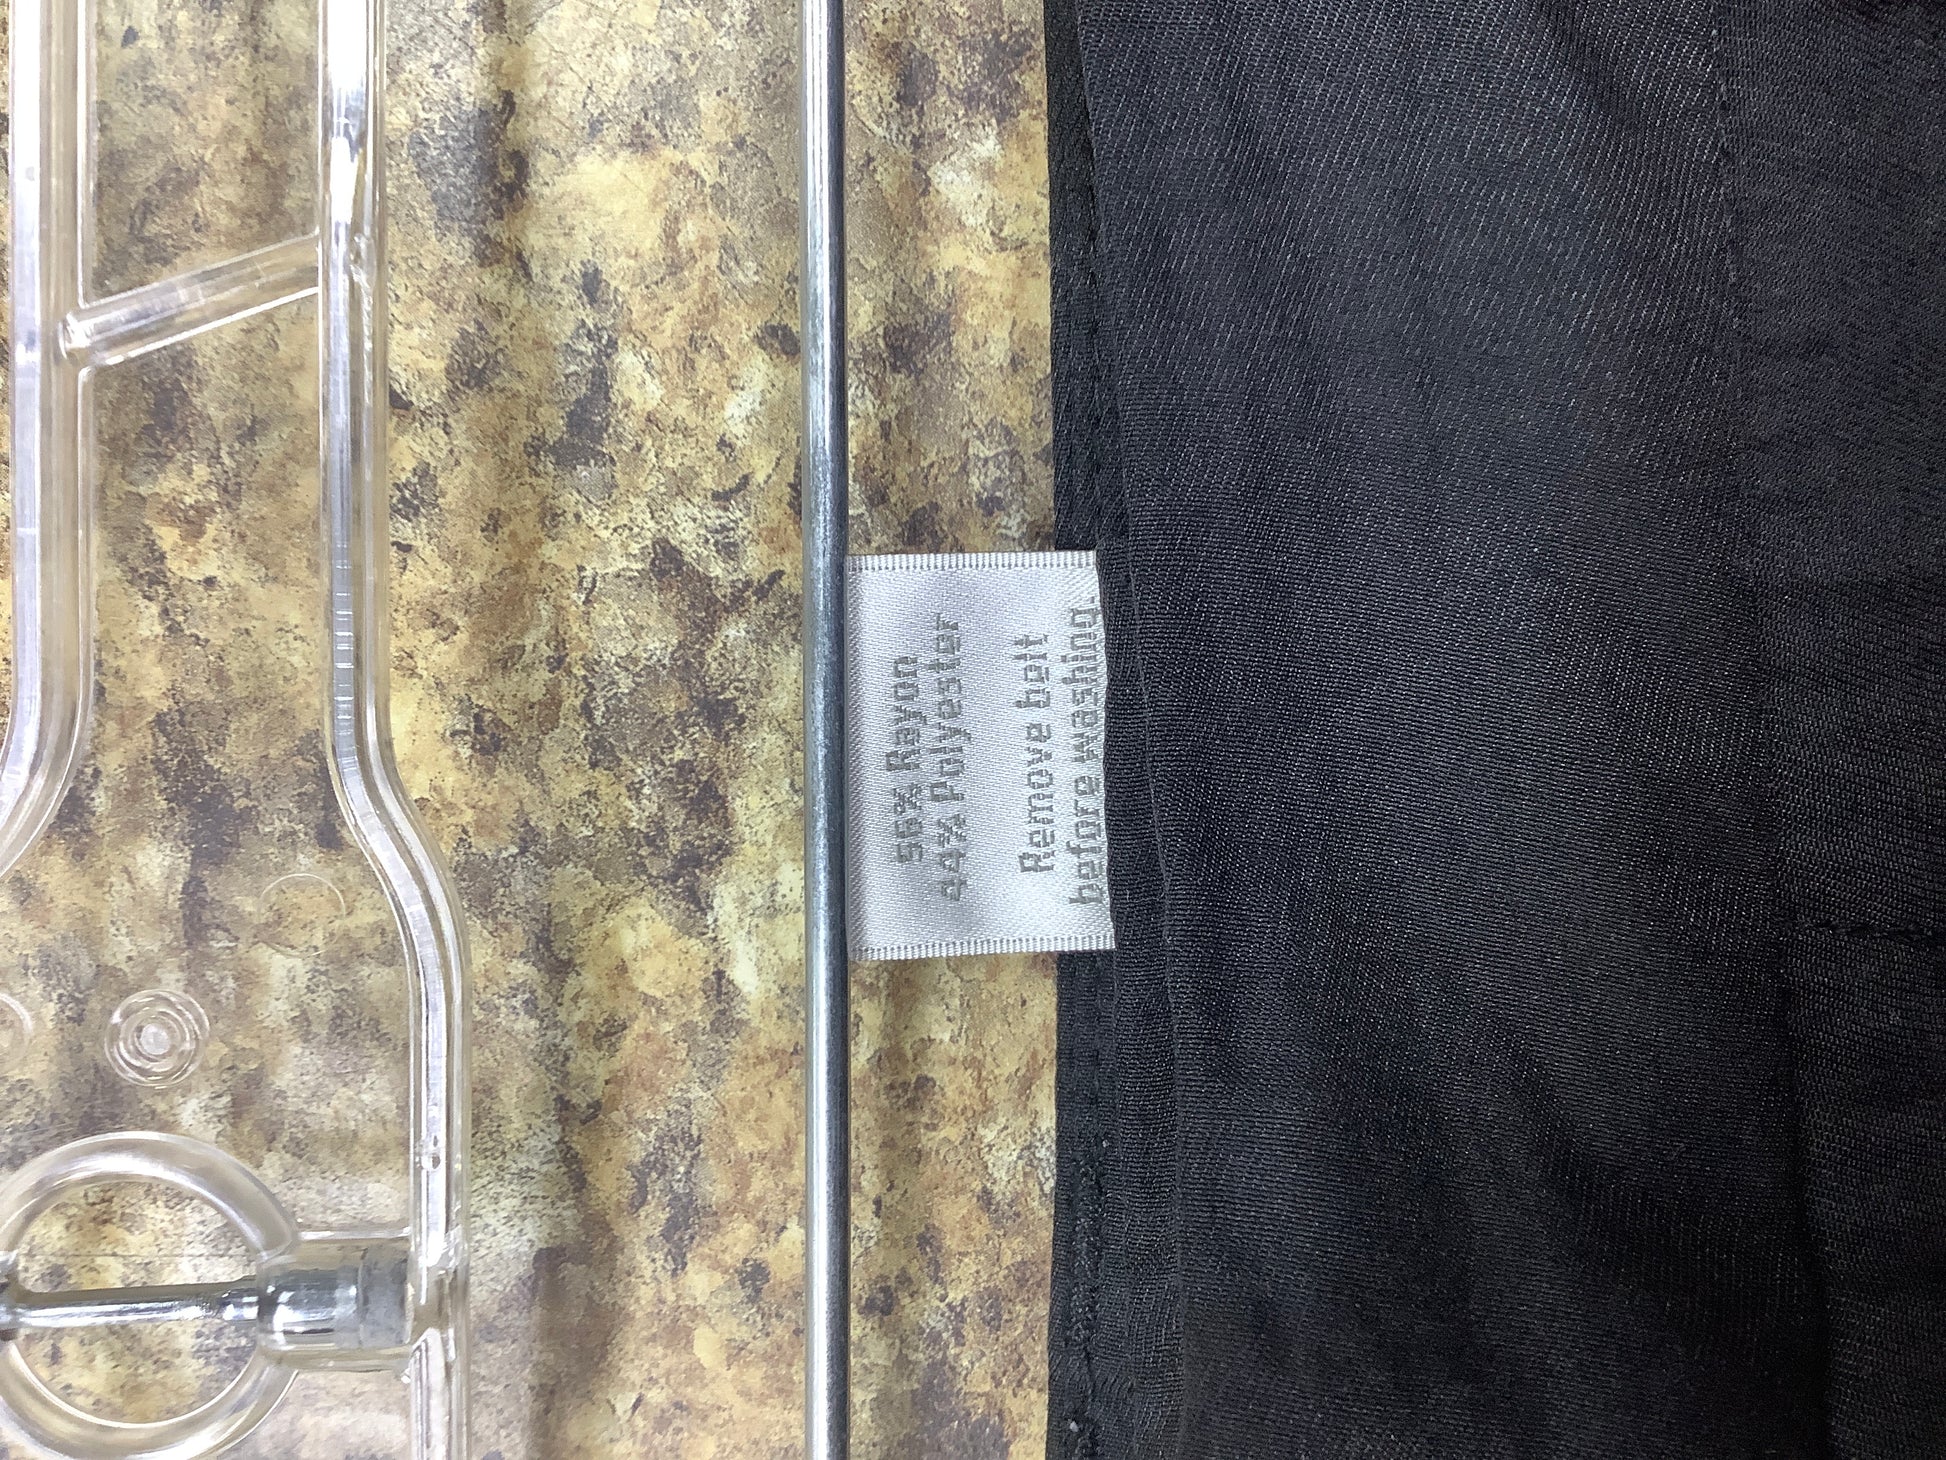 56% Rayon
44% Polyester
Remove belt
before washing.